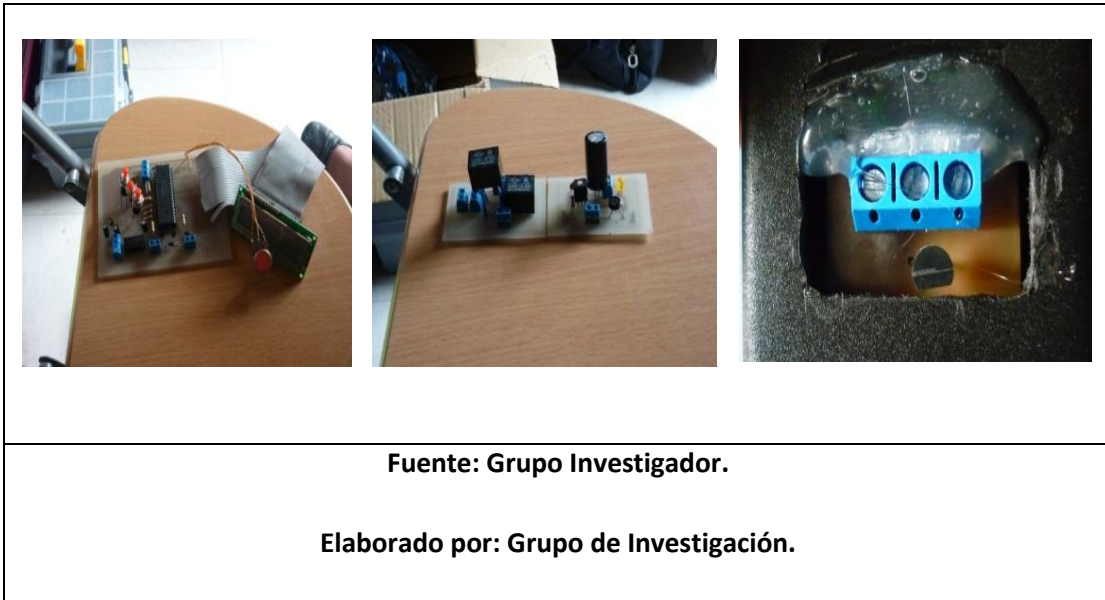 Fuente: Grupo Investigador.
Elaborado por: Grupo de Investigación.